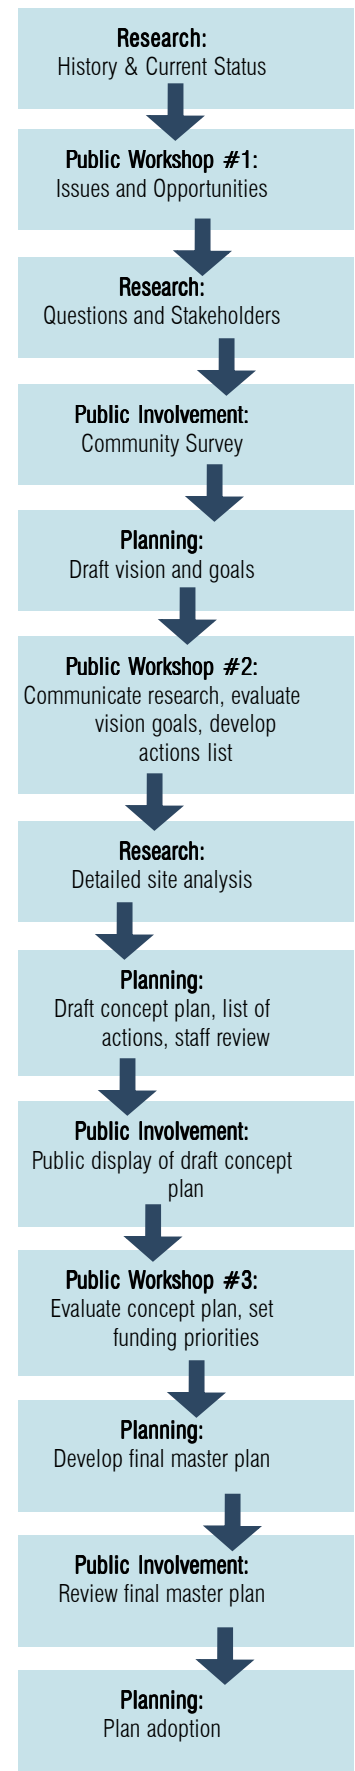 Research:
History & Current Status
Public Workshop #1:
Issues and Opportunities
Research:
Questions and Stakeholders
Public Involvement:
Community Survey
Planning:
Draft vision and goals
Public Workshop #2:
Communicate research, evaluate
vision goals, develop
actions list
Research:
Detailed site analysis
Planning:
Draft concept plan, list of
actions, staff review
Public Involvement:
Public display of draft concept
plan
Public Workshop #3:
Evaluate concept plan, set
funding priorities
Planning:
Develop final master plan
Public Involvement:
Review final master plan
Planning:
Plan adoption